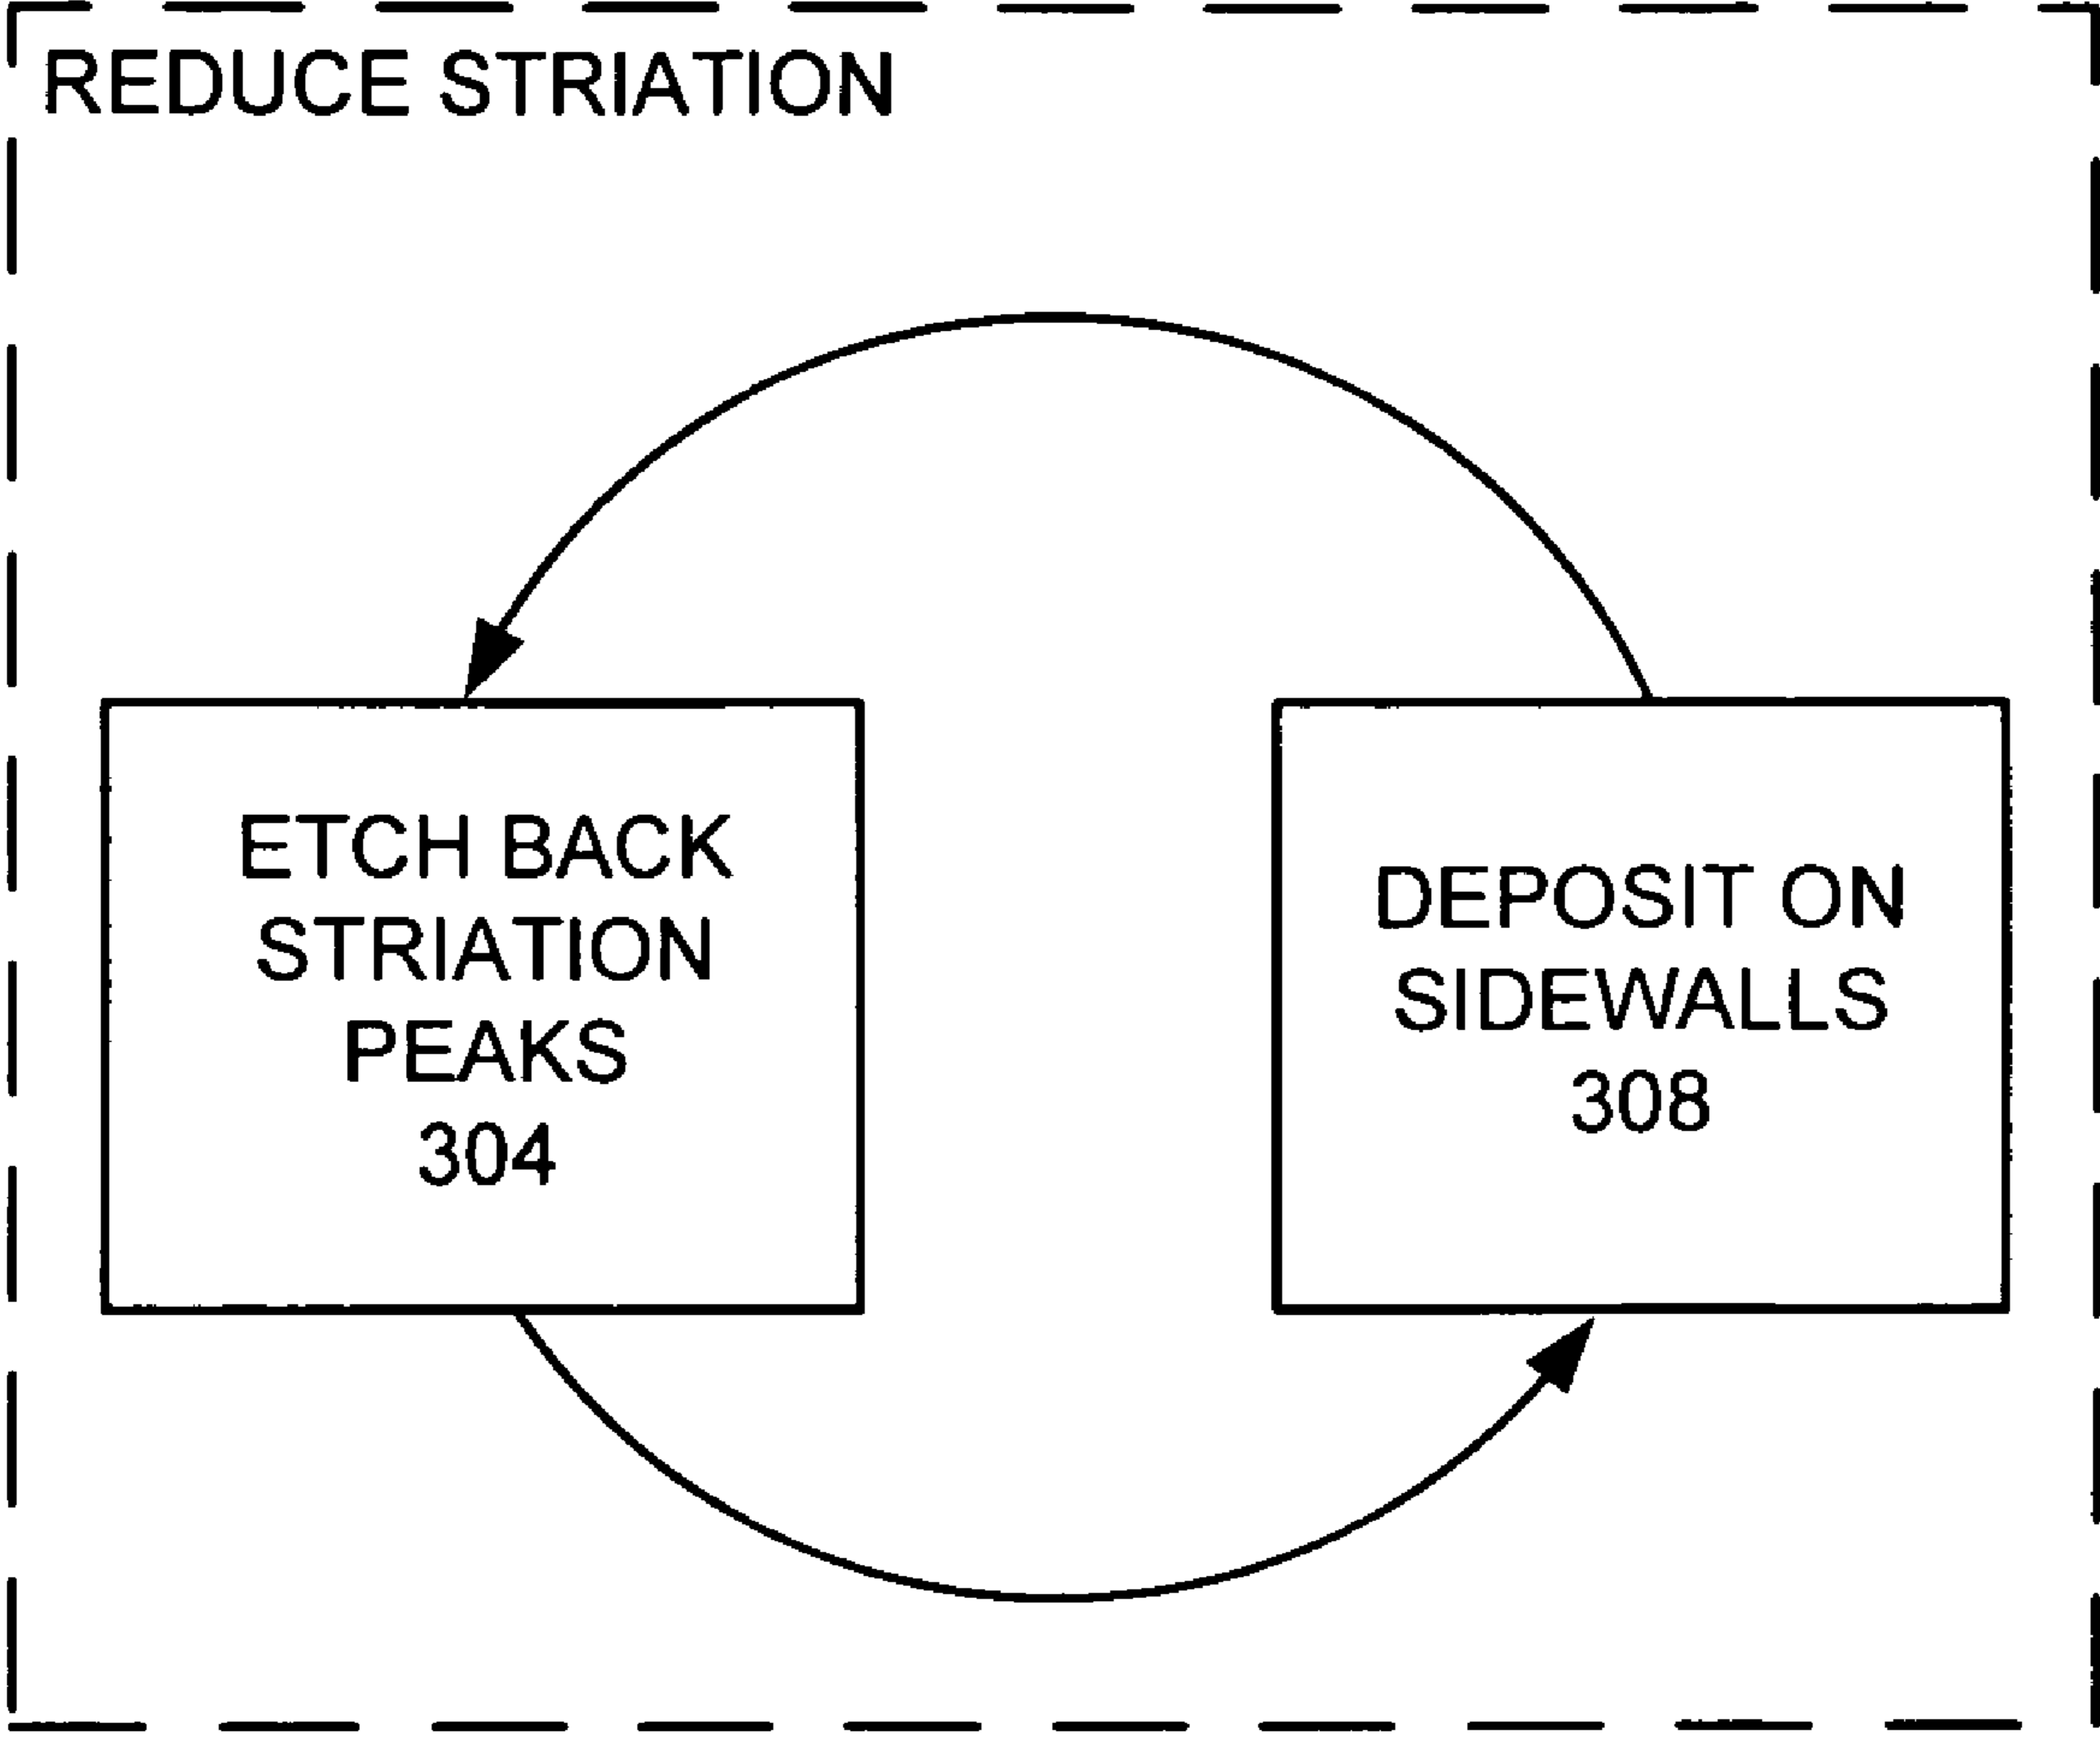 REDUCE STRIATION
ETCH BACK
STRIATION
PEAKS
304
DEPOSIT ON
SIDEWALLS
308